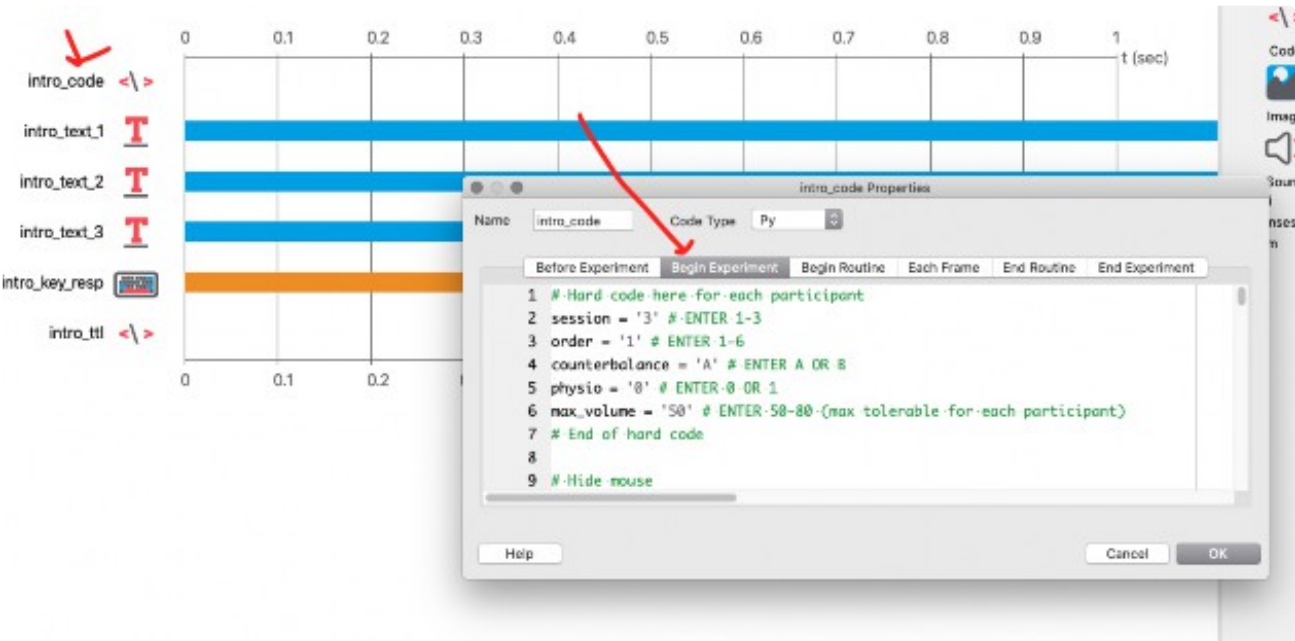 0 0.1 0.2 0.3 0.4 0.5 0.6 0.7 0.8 0.9 1
t (sec)
intro_code
intro_text_1
intro_text_2
intro_text_3
intro_key_resp
intro_ttl
0 0.1 0.2
intro_code Properties
Name intro_code Code Type Py
Before Experiment Begin Experiment Begin Routine Each Frame End Routine End Experiment
1 # Hard code here for each participant
2 session = '3' # ENTER 1-3
3 order = '1' # ENTER 1-6
4 counterbalance = 'A' # ENTER A OR B
5 physio = '0' # ENTER 0 OR 1
6 max_volume = '50' # ENTER 50-80 (max tolerable for each participant)
7 # End of hard code
8
9 # Hide mouse
Help Cancel OK
Cod
Imag
Soun
nses